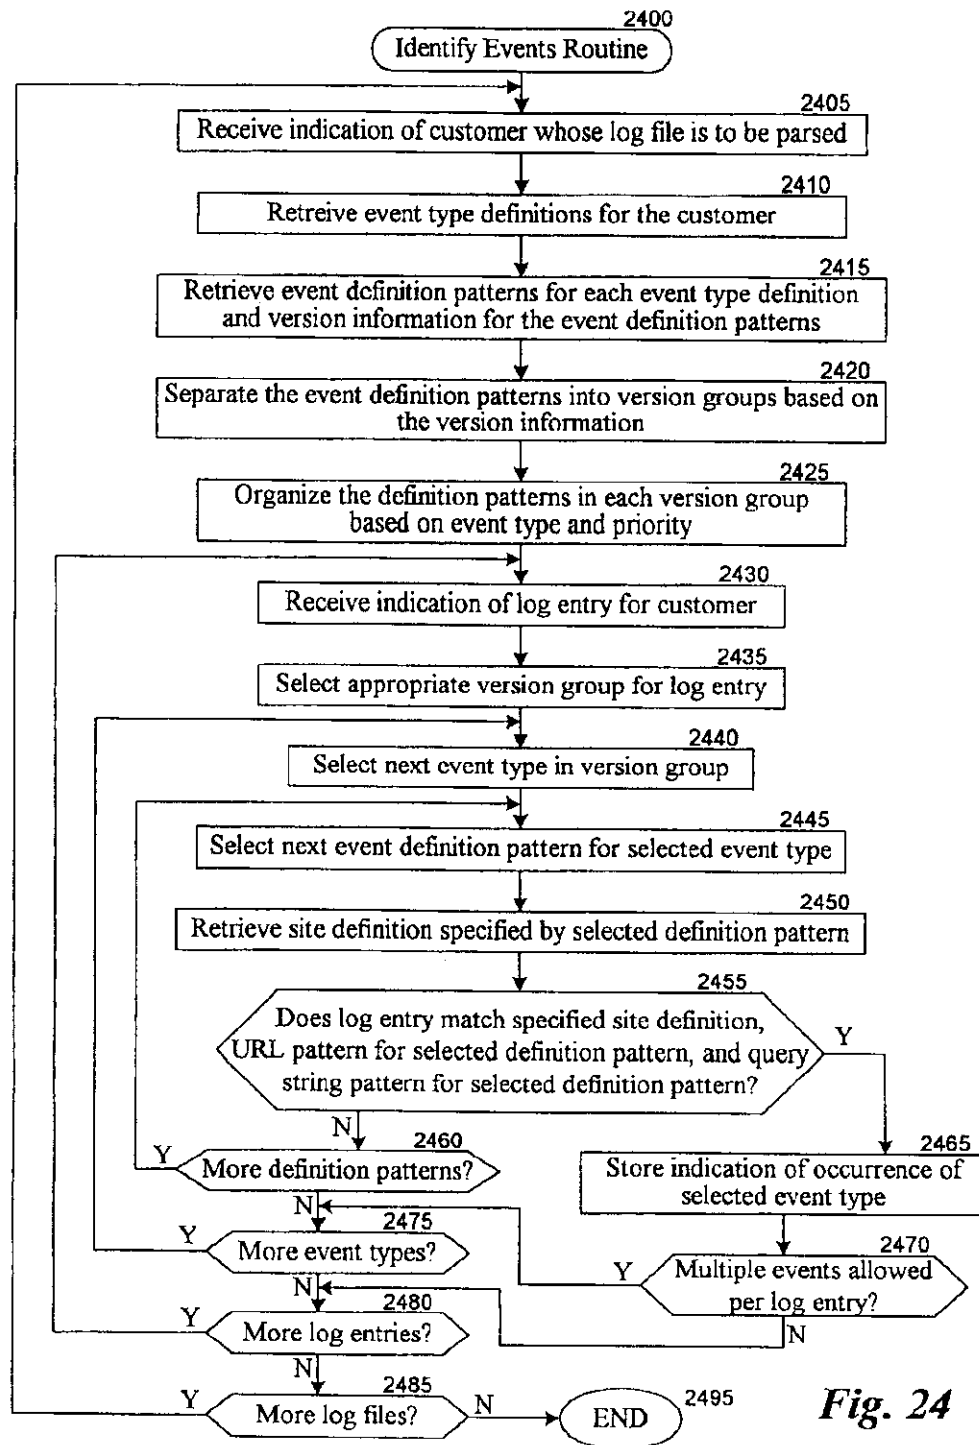 2400
Identify Events Routine
2405
Receive indication of customer whose log file is to be parsed
2410
Retreive event type definitions for the customer
2415
Retrieve event definition patterns for each event type definition
and version information for the event definition patterns
2420
Separate the event definition patterns into version groups based on
the version information
2425
Organize the definition patterns in each version group
based on event type and priority
2430
Receive indication of log entry for customer
2435
Select appropriate version group for log entry
2440
Select next event type in version group
2445
Select next event definition pattern for selected event type
2450
Retrieve site definition specified by selected definition pattern
2455
Does log entry match specified site definition,
URL pattern for selected definition pattern, and query
string pattern for selected definition pattern?
Y
N
2460
More definition patterns?
Y
N
2465
Store indication of occurrence of
selected event type
2475
More event types?
Y
N
2470
Multiple events allowed
per log entry?
Y
N
2480
More log entries?
Y
N
2485
More log files?
Y
N
END
2495
Fig. 24